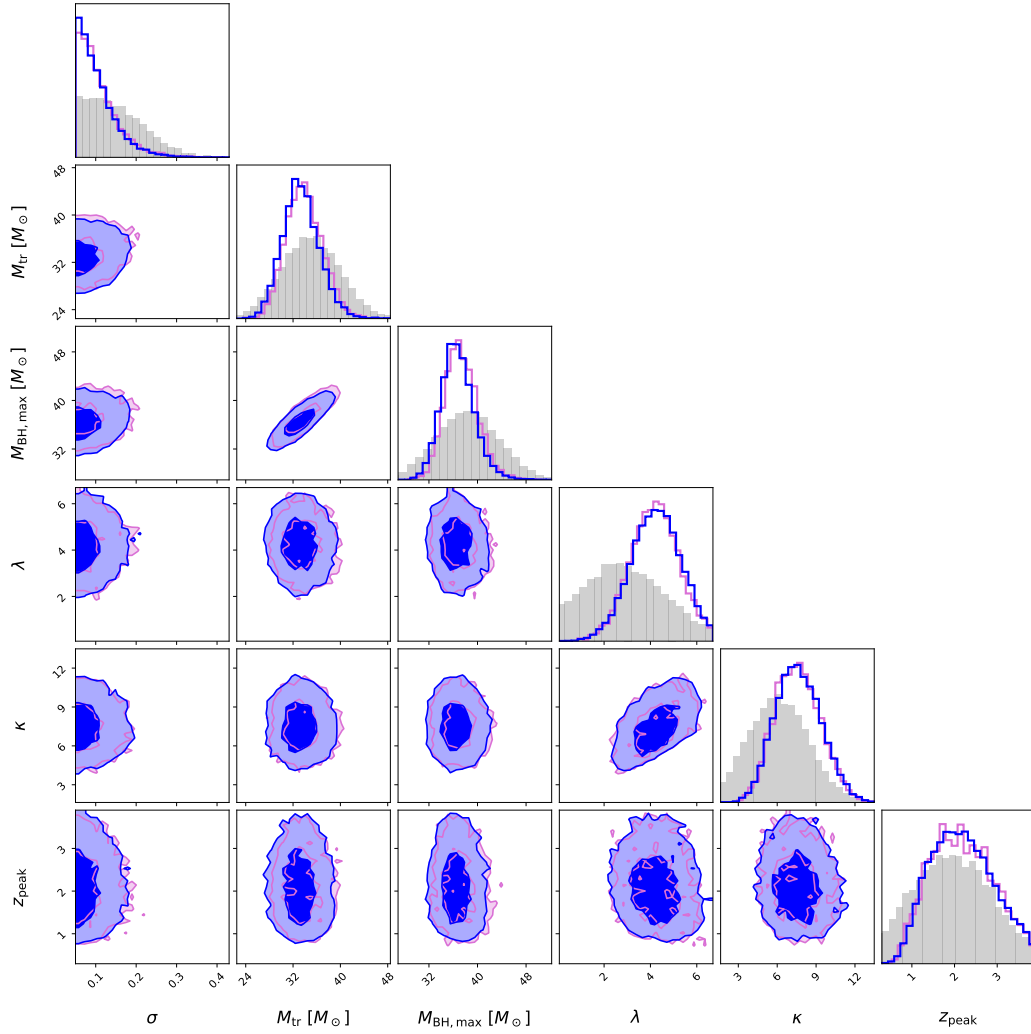 48
40
32
24
M_tr [M_⊙]
48
40
32
M_BH, max [M_⊙]
6
4
2
λ
12
9
6
3
κ
3
2
1
z_peak
0.1 0.2 0.3 0.4 24 32 40 48 32 40 48 2 4 6 3 6 9 12 1 2 3
σ M_tr [M_⊙] M_BH, max [M_⊙] λ κ z_peak